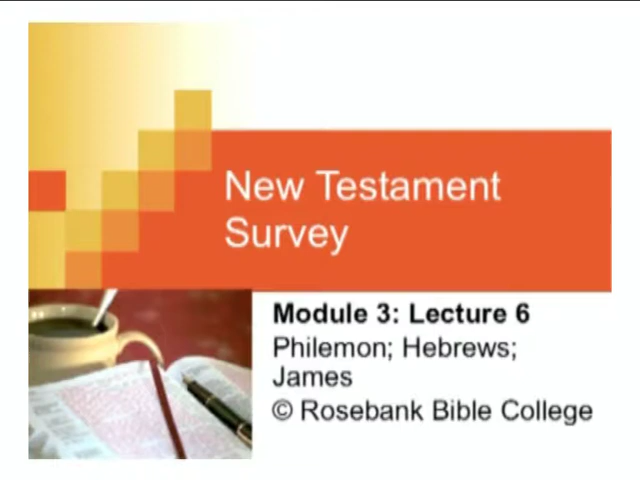 New Testament
Survey
Module 3: Lecture 6
Philemon; Hebrews;
James
© Rosebank Bible College